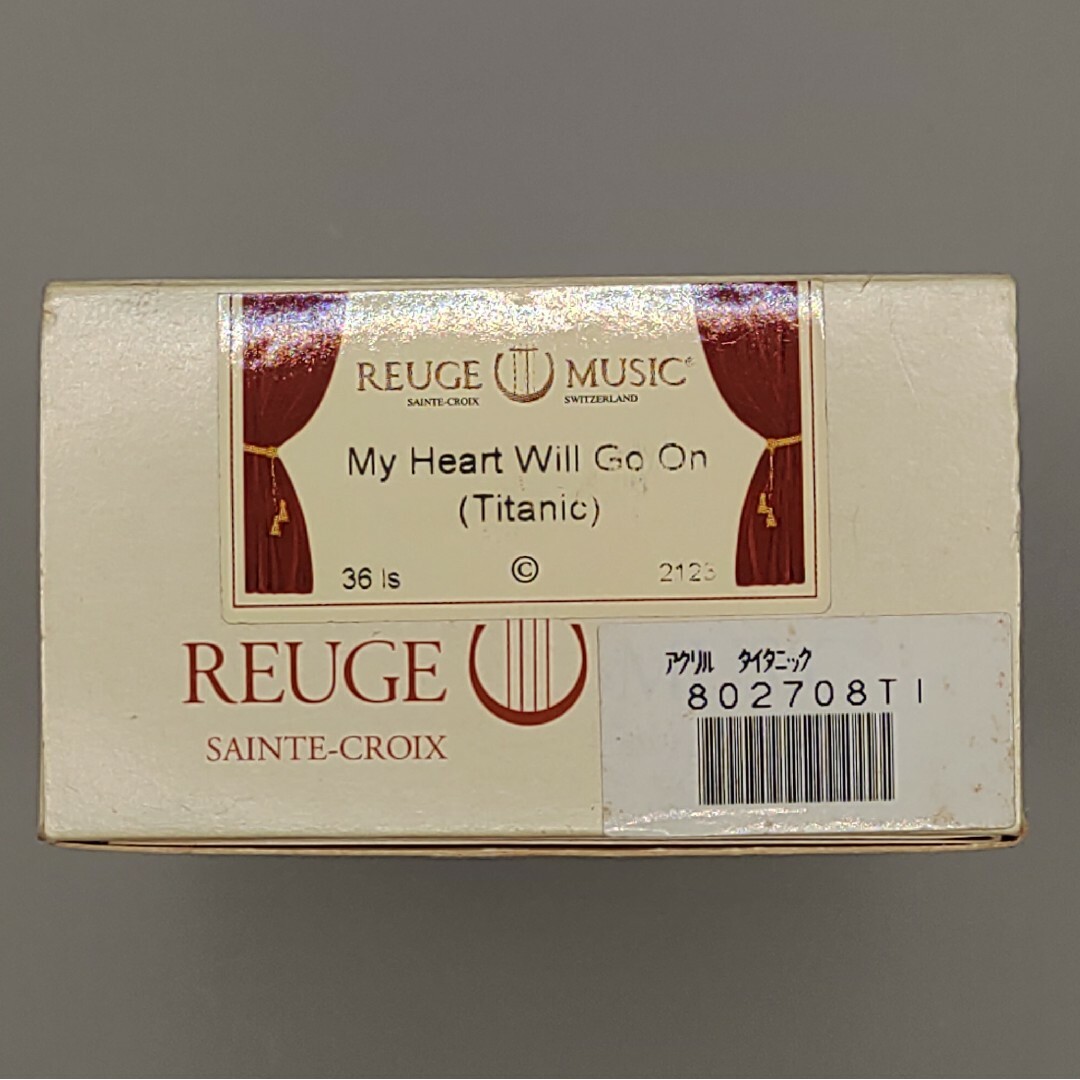 REUGE MUSIC®
SAINTE-CROIX SWITZERLAND
My Heart Will Go On
(Titanic)
36 ls © 2123
REUGE
SAINTE-CROIX
アクリル タイタニック
802708TI